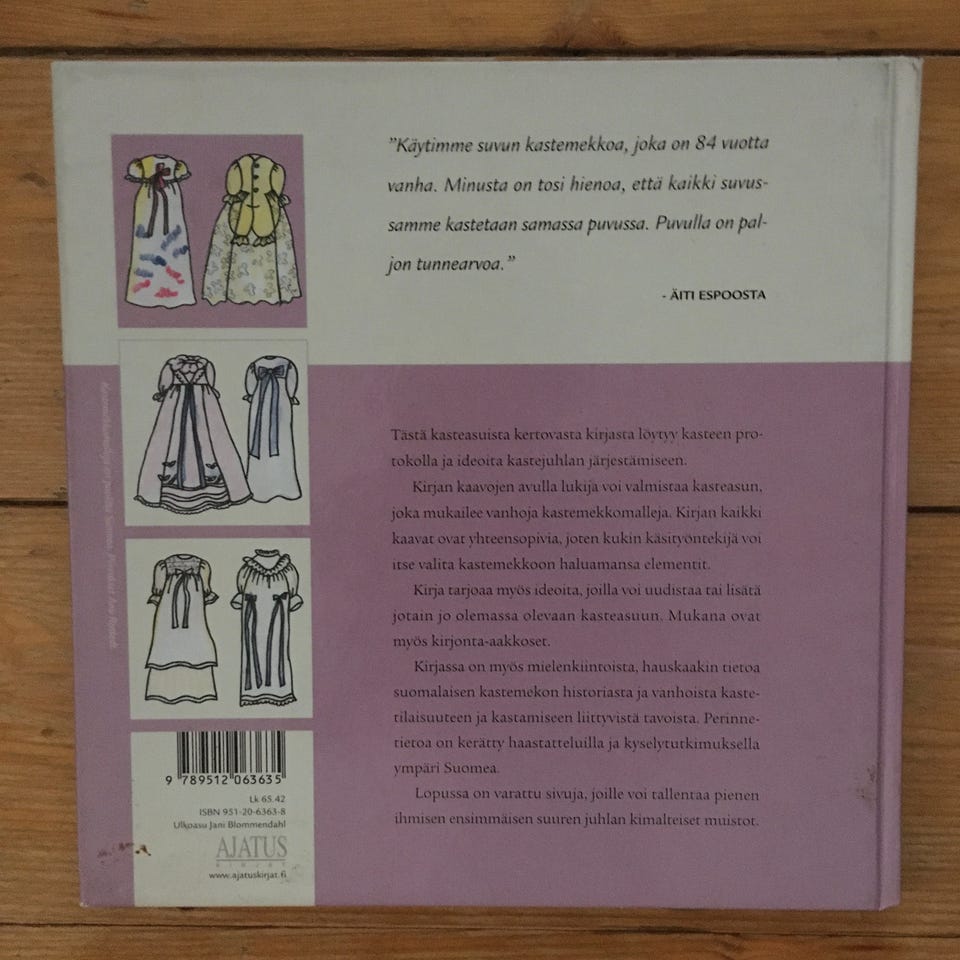 ”Käytimme suvun kastemekkoa, joka on 84 vuotta
vanha. Minusta on tosi hienoa, että kaikki suvus-
samme kastetaan samassa puvussa. Puvulla on pal-
jon tunnearvoa.”
- ÄITI ESPOOSTA
Tästä kasteasuista kertovasta kirjasta löytyy kasteen pro-
tokolla ja ideoita kastejuhlan järjestämiseen.
Kirjan kaavojen avulla lukija voi valmistaa kasteasun,
joka mukailee vanhoja kastemekkomalleja. Kirjan kaikki
kaavat ovat yhteensopivia, joten kukin käsityöntekijä voi
itse valita kastemekkoon haluamansa elementit.
Kirja tarjoaa myös ideoita, joilla voi uudistaa tai lisätä
jotain jo olemassa olevaan kasteasuun. Mukana ovat
myös kirjonta-aakkoset.
Kirjassa on myös mielenkiintoista, hauskaakin tietoa
suomalaisen kastemekon historiasta ja vanhoista kaste-
tilaisuuteen ja kastamiseen liittyvistä tavoista. Perinne-
tietoa on kerätty haastatteluilla ja kyselytutkimuksella
ympäri Suomea.
Lopussa on varattu sivuja, joille voi tallentaa pienen
ihmisen ensimmäisen suuren juhlan kimalteiset muistot.
9 789512 063635
Lk 65.42
ISBN 951-20-6363-8
Ulkoasu Jani Blommendahl
AJATUS
KIRJAT
www.ajatuskirjat.fi